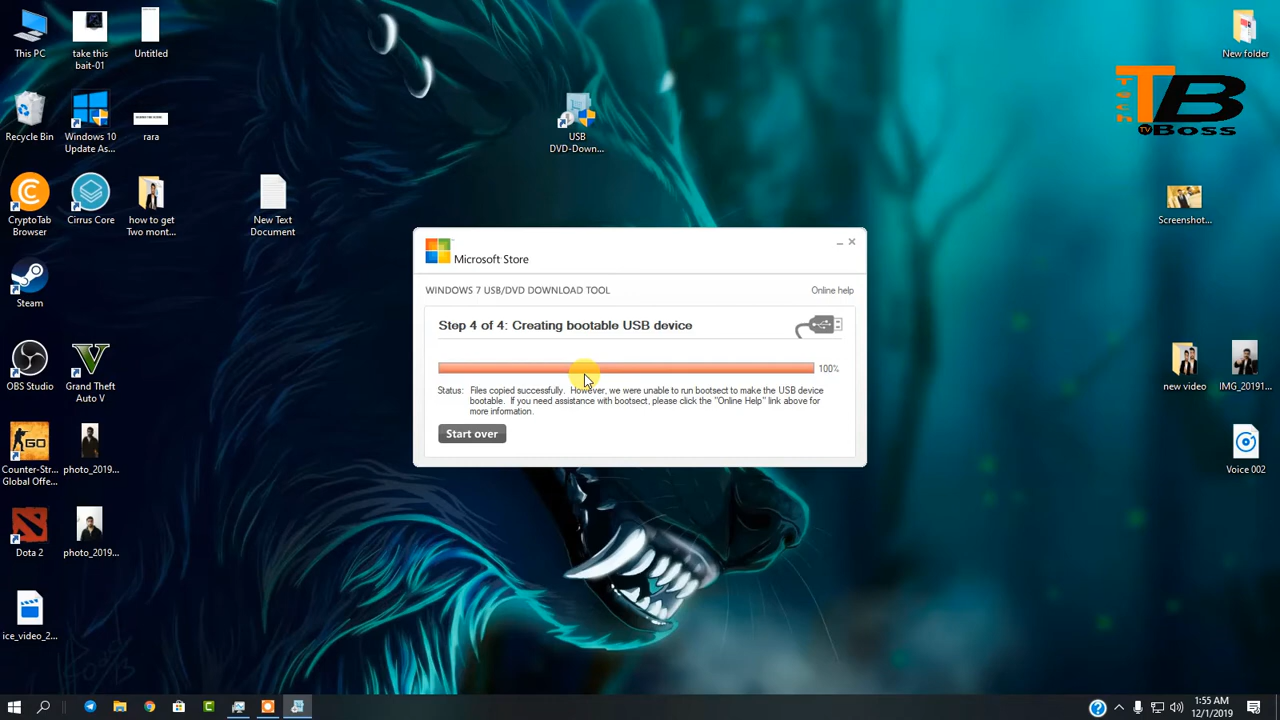 This PC
take this
bait-01
Untitled
New folder
Tech
TB
TV
Boss
Recycle Bin
Windows 10
Update As...
rara
USB
DVD-Down...
CryptoTab
Browser
Cirrus Core
how to get
Two mont...
New Text
Document
Screenshot...
Microsoft Store
WINDOWS 7 USB/DVD DOWNLOAD TOOL
Online help
Step 4 of 4: Creating bootable USB device
100%
Status: Files copied successfully. However, we were unable to run bootsect to make the USB device
bootable. If you need assistance with bootsect, please click the "Online Help" link above for
more information.
Start over
Steam
OBS Studio
Grand Theft
Auto V
new video
IMG_20191...
GO
Counter-Str...
Global Offe...
photo_2019...
Voice 002
Dota 2
photo_2019...
ice_video_2...
1:55 AM
12/1/2019